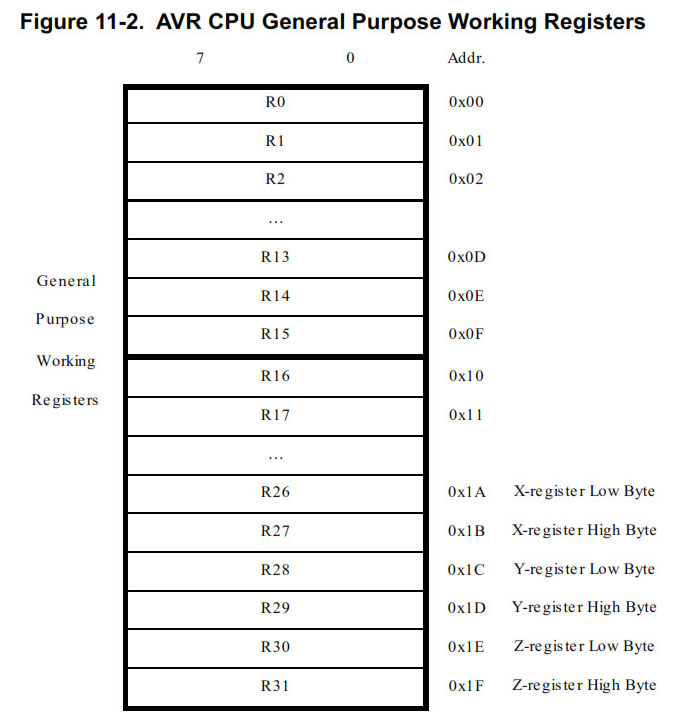 Figure 11-2. AVR CPU General Purpose Working Registers
7 0 Addr.
R0 0x00
R1 0x01
R2 0x02
...
R13 0x0D
General
R14 0x0E
Purpose
R15 0x0F
Working
R16 0x10
Registers
R17 0x11
...
R26 0x1A X-register Low Byte
R27 0x1B X-register High Byte
R28 0x1C Y-register Low Byte
R29 0x1D Y-register High Byte
R30 0x1E Z-register Low Byte
R31 0x1F Z-register High Byte